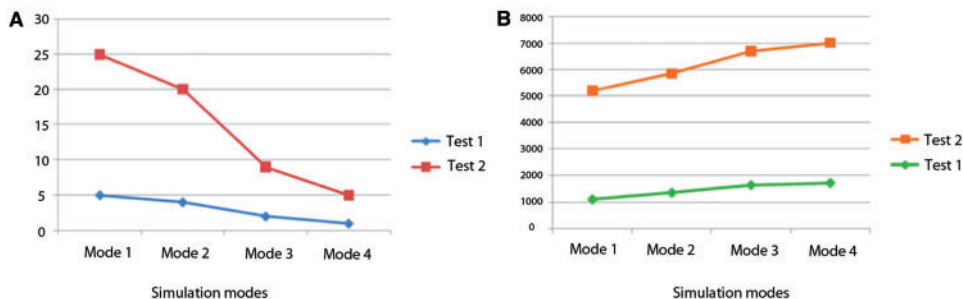 A
30
25
20
15
10
5
0
Mode 1 Mode 2 Mode 3 Mode 4
Simulation modes
Test 1
Test 2
B
8000
7000
6000
5000
4000
3000
2000
1000
0
Mode 1 Mode 2 Mode 3 Mode 4
Simulation modes
Test 2
Test 1